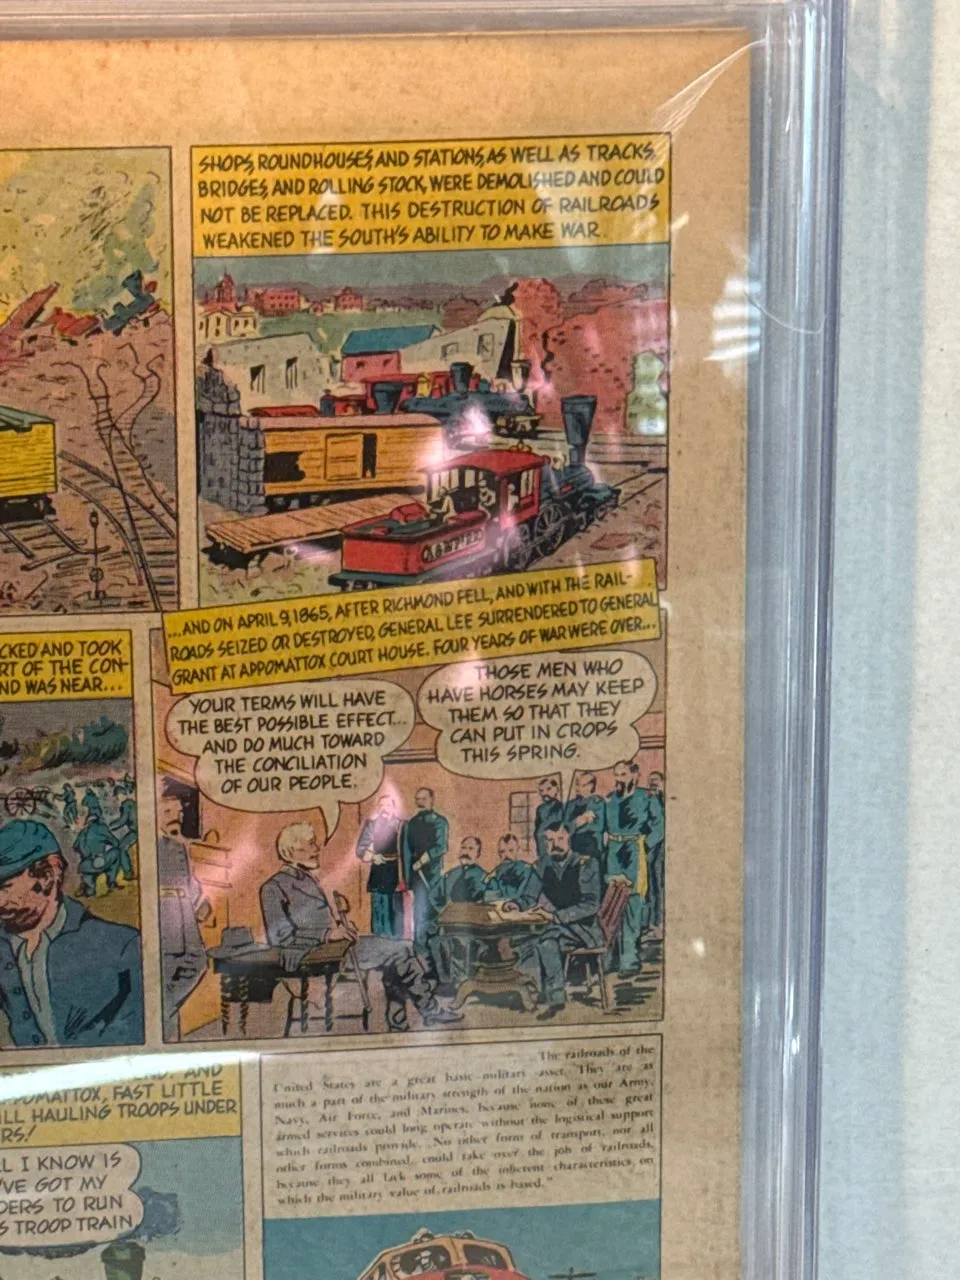 SHOPS, ROUNDHOUSES, AND STATIONS, AS WELL AS TRACKS,
BRIDGES, AND ROLLING STOCK, WERE DEMOLISHED AND COULD
NOT BE REPLACED. THIS DESTRUCTION OF RAILROADS
WEAKENED THE SOUTH'S ABILITY TO MAKE WAR.
...AND ON APRIL 9, 1865, AFTER RICHMOND FELL, AND WITH THE RAIL-
ROADS SEIZED OR DESTROYED, GENERAL LEE SURRENDERED TO GENERAL
GRANT AT APPOMATTOX COURT HOUSE. FOUR YEARS OF WAR WERE OVER...
CKED AND TOOK
RT OF THE CON-
ND WAS NEAR...
YOUR TERMS WILL HAVE
THE BEST POSSIBLE EFFECT...
AND DO MUCH TOWARD
THE CONCILIATION
OF OUR PEOPLE.
THOSE MEN WHO
HAVE HORSES MAY KEEP
THEM SO THAT THEY
CAN PUT IN CROPS
THIS SPRING.
AND
OMATTOX, FAST LITTLE
ILL HAULING TROOPS UNDER
RS!
L I KNOW IS
'VE GOT MY
DERS TO RUN
S TROOP TRAIN
The railroads of the
United States are a great basic military asset. They are as
much a part of the military strength of the nation as our Army,
Navy, Air Force, and Marines, because none of these great
armed services could long operate without the logistical support
which railroads provide. No other form of transport, nor all
other forms combined, could take over the job of railroads,
because they all lack some of the inherent characteristics on
which the military value of railroads is based."